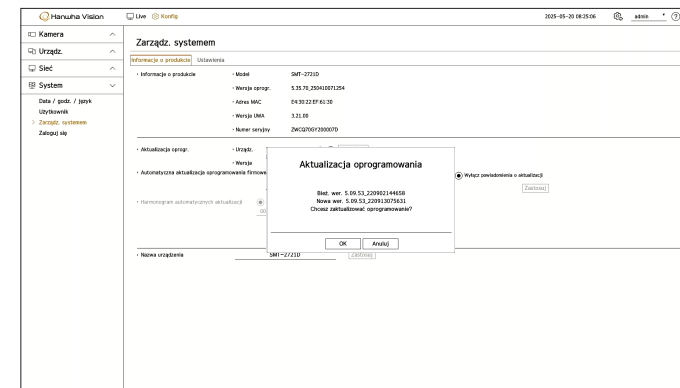 Hanwha Vision
Live
Konfig
2025-05-20 08:25:06
admin
Kamera
Urządz.
Sieć
System
Data / godz. / język
Użytkownik
Zarządz. systemem
Zaloguj się
Zarządz. systemem
Informacje o produkcie
Ustawienia
Informacje o produkcie
Model SMT-2721D
Wersja oprogr. 5.35.70_250410071254
Adres MAC E4:30:22:EF:61:30
Wersja UWA 3.21.00
Numer seryjny ZWCQ70GY200007D
Aktualizacja oprogr.
Urządz.
Wersja
Automatyczna aktualizacja oprogramowania firmowe
Wyłącz powiadomienia o aktualizacji
Zastosuj
Harmonogram automatycznych aktualizacji
00
Aktualizacja oprogramowania
Bież. wer. 5.09.53_220902144658
Nowa wer. 5.09.53_220913075631
Chcesz zaktualizować oprogramowanie?
OK
Anuluj
Nazwa urządzenia
SMT-2721D
Zastosuj